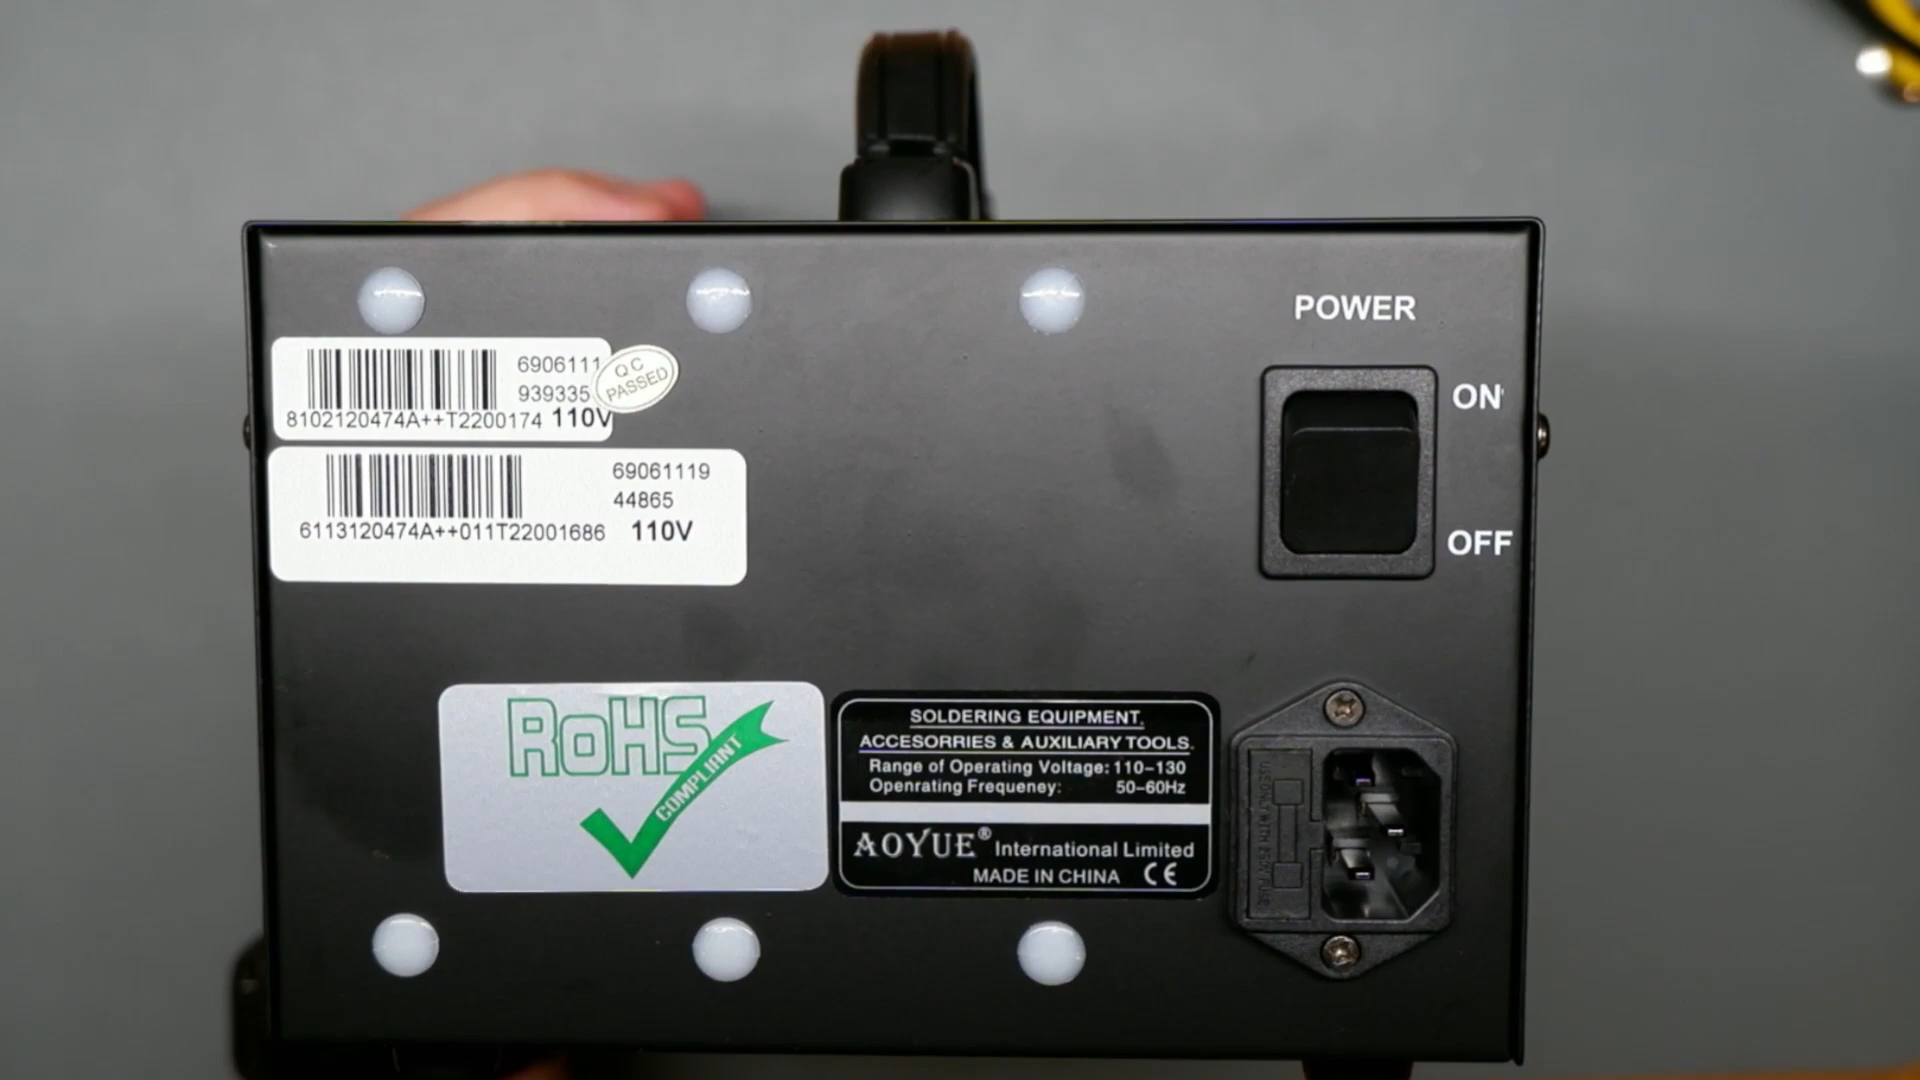 POWER
ON
OFF
6906111
939335
8102120474A++T2200174 110V
QC
PASSED
69061119
44865
6113120474A++011T22001686 110V
RoHS
COMPLIANT
SOLDERING EQUIPMENT.
ACCESORRIES & AUXILIARY TOOLS.
Range of Operating Voltage: 110–130
Openrating Frequeney: 50–60Hz
AOYUE® International Limited
MADE IN CHINA CE